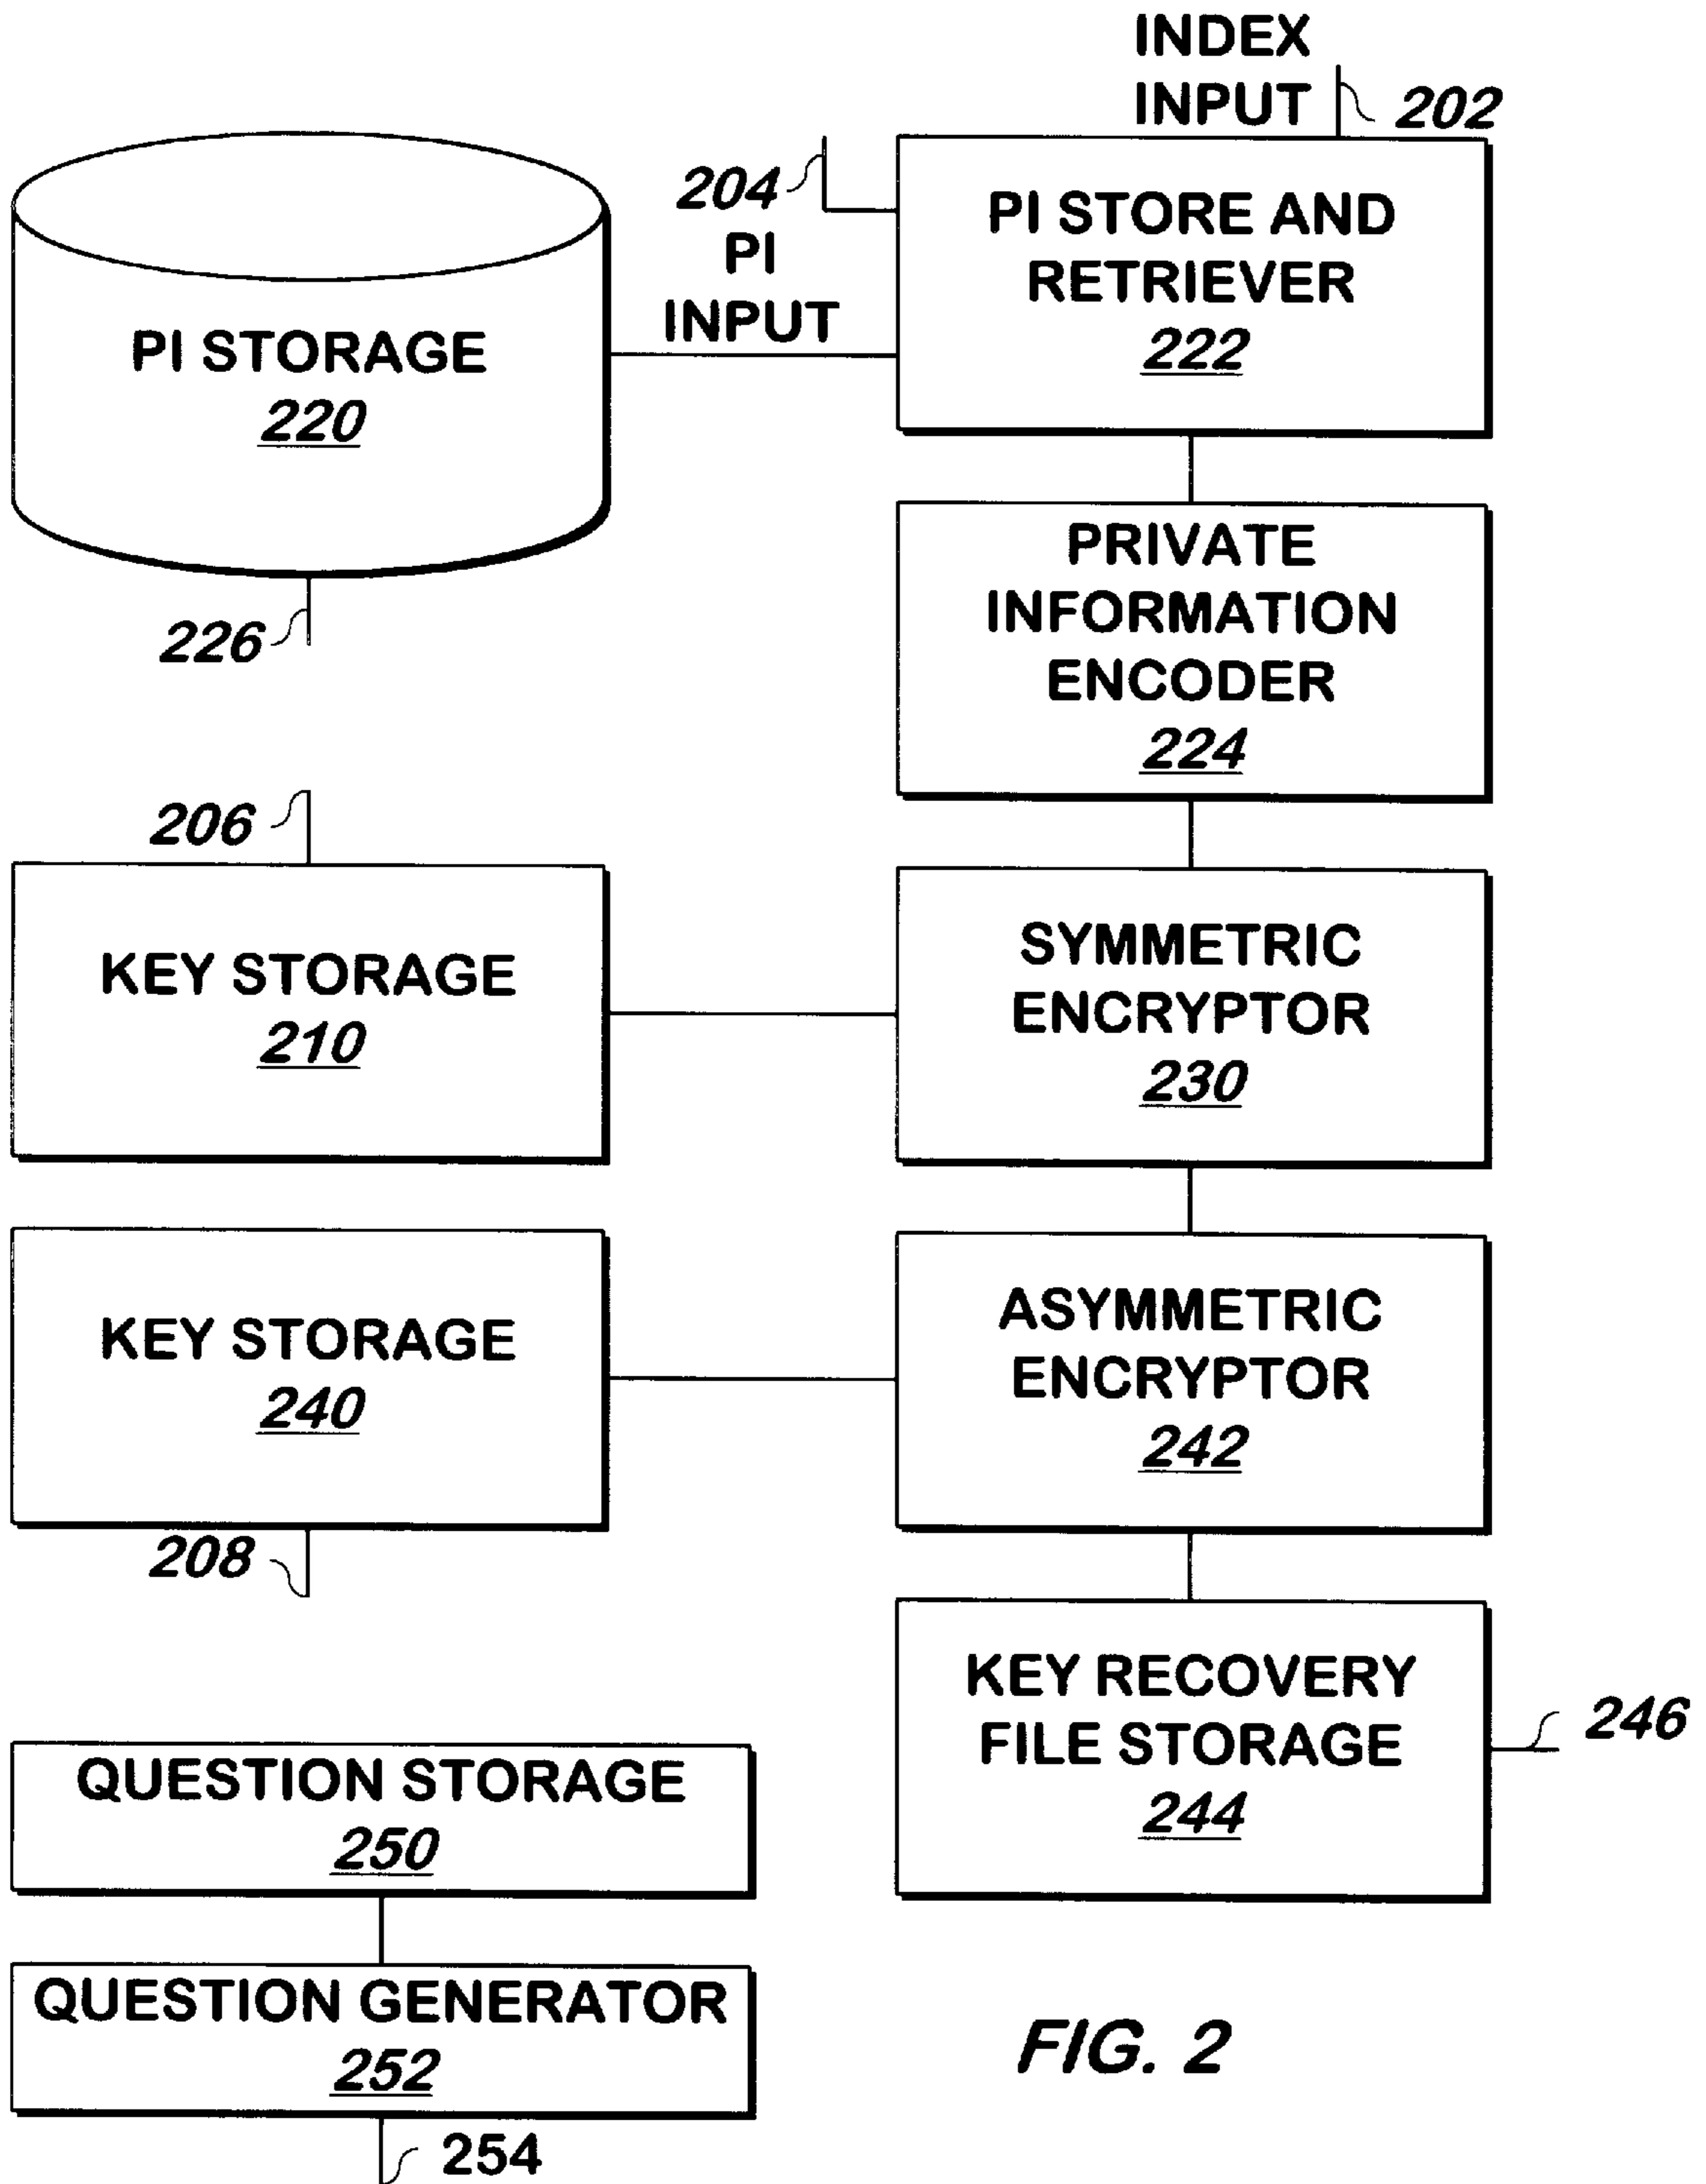 INDEX
INPUT
202
204
PI
INPUT
PI STORE AND
RETRIEVER
222
PI STORAGE
220
226
PRIVATE
INFORMATION
ENCODER
224
206
KEY STORAGE
210
SYMMETRIC
ENCRYPTOR
230
KEY STORAGE
240
208
ASYMMETRIC
ENCRYPTOR
242
KEY RECOVERY
FILE STORAGE
244
246
QUESTION STORAGE
250
QUESTION GENERATOR
252
254
FIG. 2